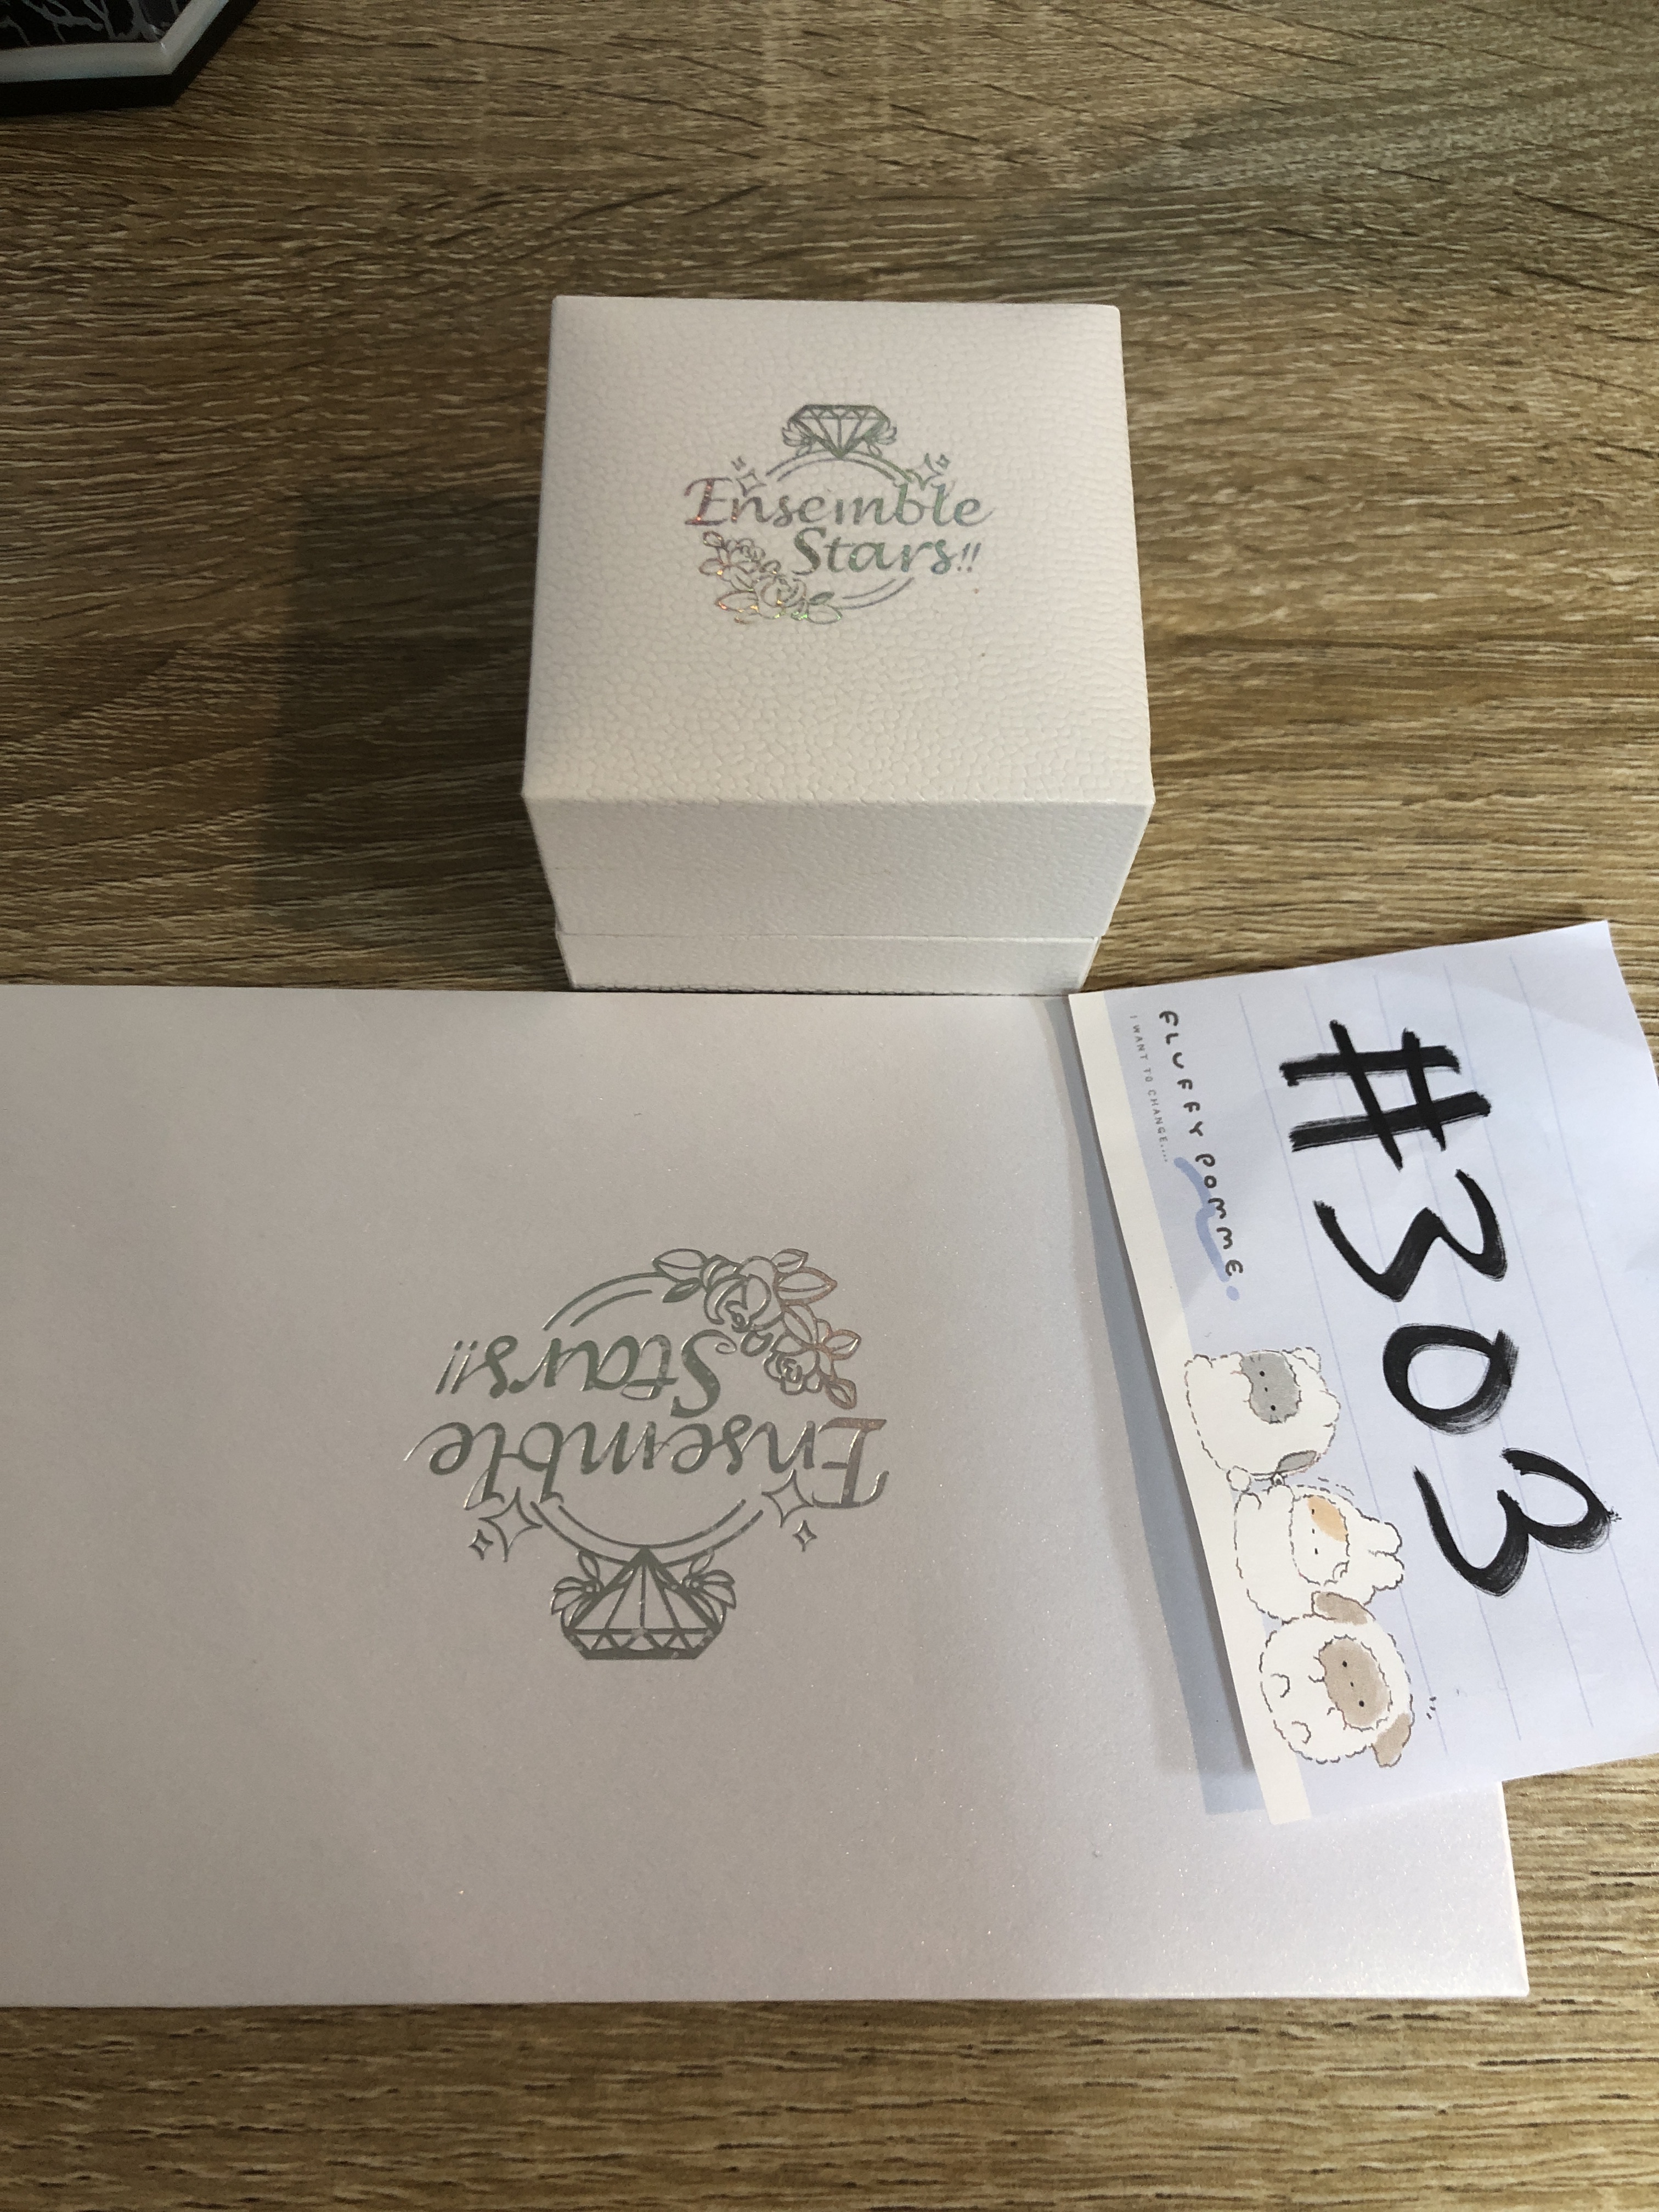 Ensemble
Stars!!
Ensemble
Stars!!
#303
FLUFFY POMME
I WANT TO CHANGE....